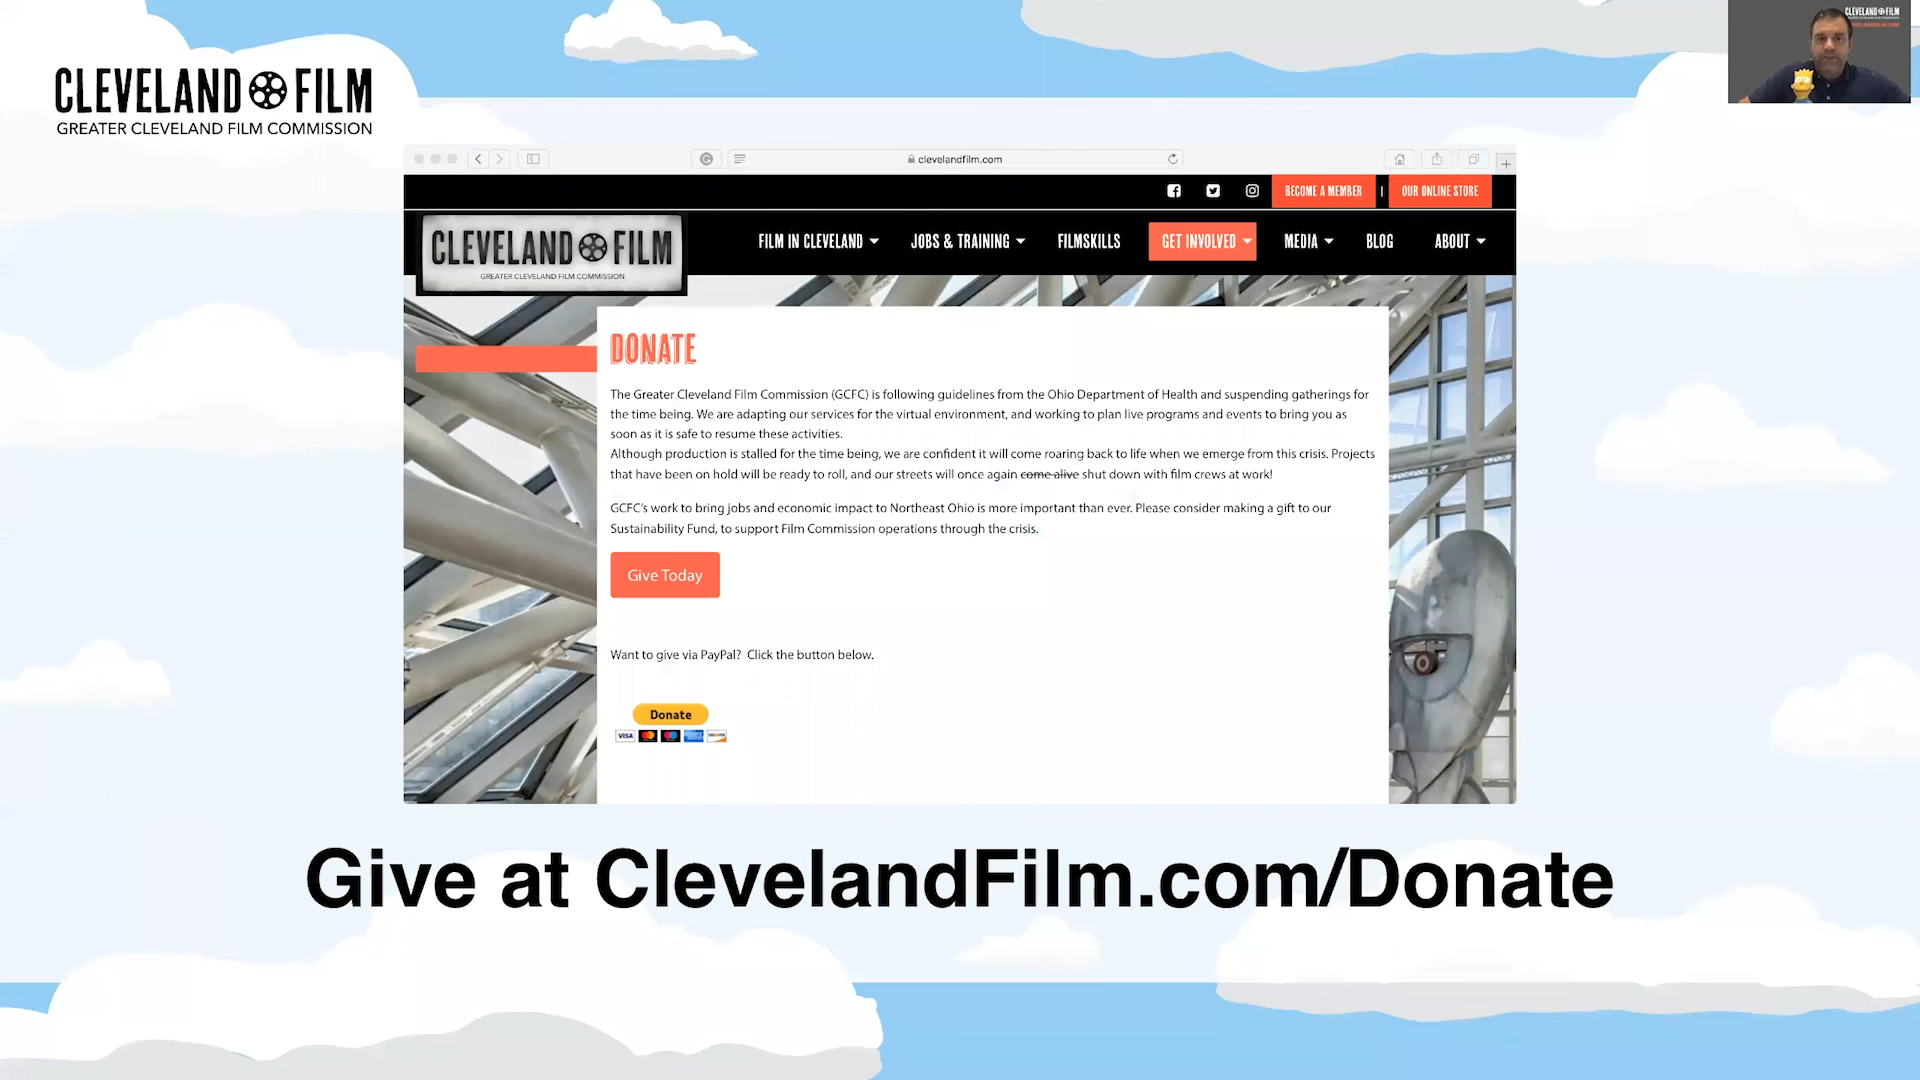 CLEVELAND FILM
GREATER CLEVELAND FILM COMMISSION
CLEVELAND FILM
clevelandfilm.com
BECOME A MEMBER | OUR ONLINE STORE
CLEVELAND FILM
GREATER CLEVELAND FILM COMMISSION
FILM IN CLEVELAND JOBS & TRAINING FILMSKILLS GET INVOLVED MEDIA BLOG ABOUT
DONATE
The Greater Cleveland Film Commission (GCFC) is following guidelines from the Ohio Department of Health and suspending gatherings for
the time being. We are adapting our services for the virtual environment, and working to plan live programs and events to bring you as
soon as it is safe to resume these activities.
Although production is stalled for the time being, we are confident it will come roaring back to life when we emerge from this crisis. Projects
that have been on hold will be ready to roll, and our streets will once again come alive shut down with film crews at work!
GCFC's work to bring jobs and economic impact to Northeast Ohio is more important than ever. Please consider making a gift to our
Sustainability Fund, to support Film Commission operations through the crisis.
Give Today
Want to give via PayPal? Click the button below.
Donate
VISA DISCOVER
Give at ClevelandFilm.com/Donate